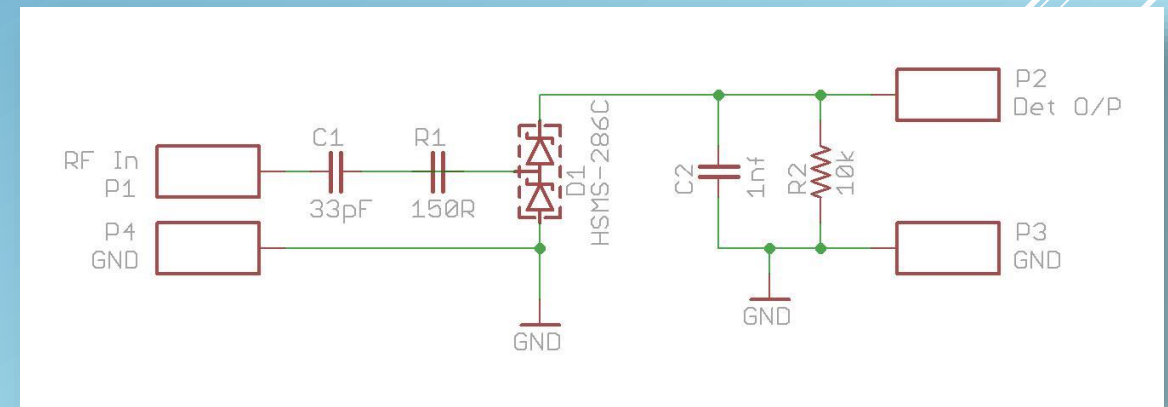 RF In
P1
P4
GND
C1
33pF
R1
150R
D1
HSMS-286C
GND
C2
1nf
R2
10k
GND
P2
Det O/P
P3
GND